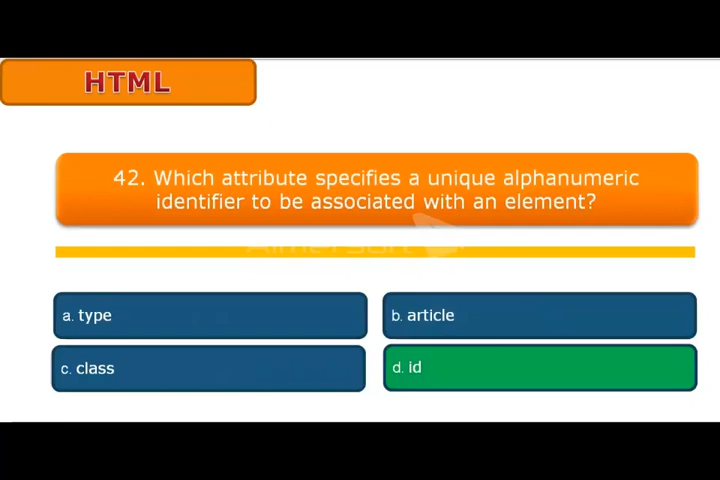 HTML
42. Which attribute specifies a unique alphanumeric
identifier to be associated with an element?
a. type
b. article
c. class
d. id